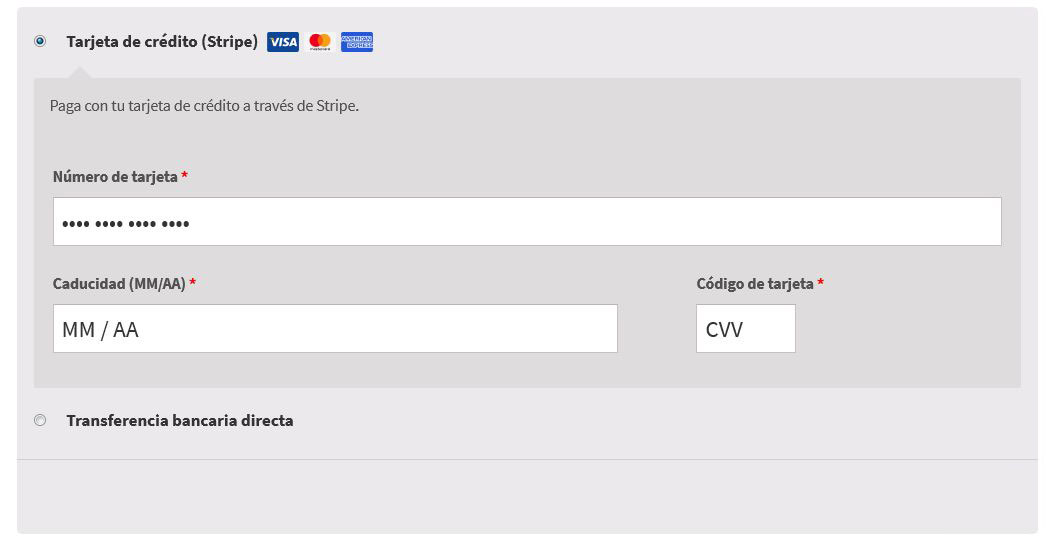 Tarjeta de crédito (Stripe) VISA mastercard AMERICAN EXPRESS
Paga con tu tarjeta de crédito a través de Stripe.
Número de tarjeta *
•••• •••• •••• ••••
Caducidad (MM/AA) * Código de tarjeta *
MM / AA CVV
Transferencia bancaria directa